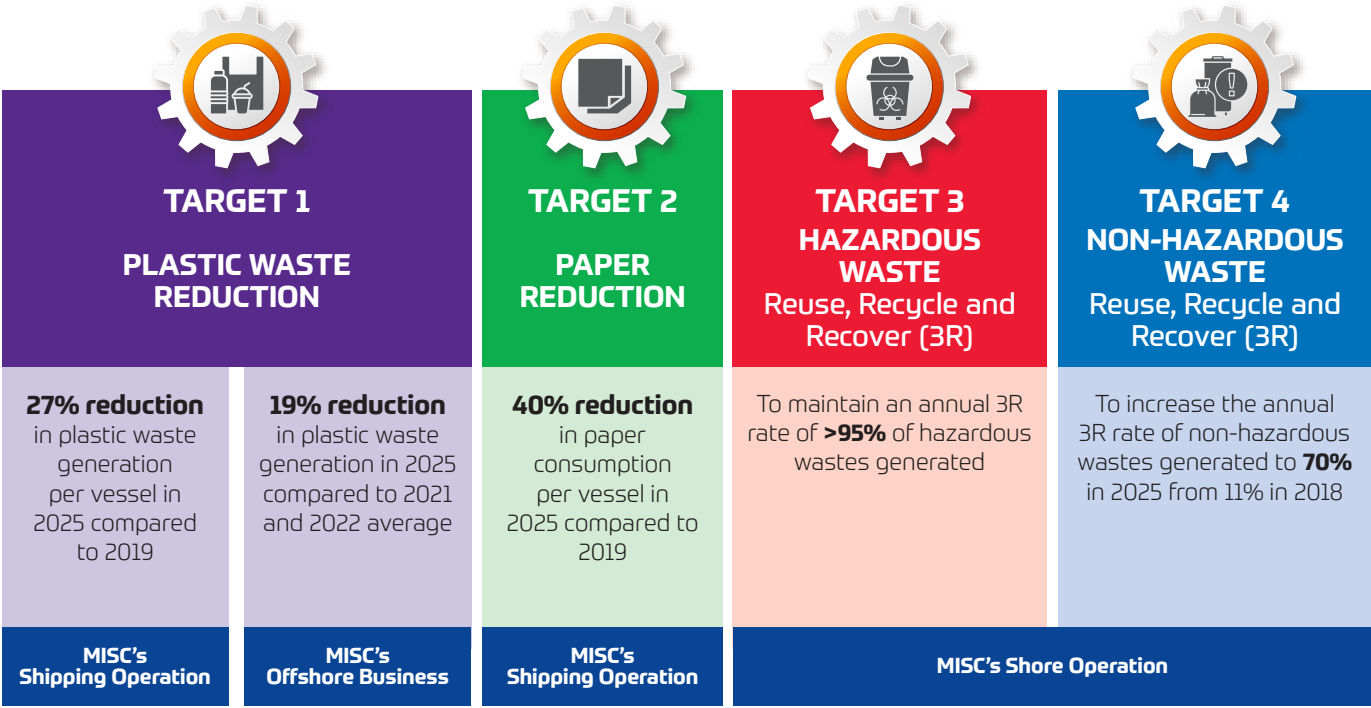 TARGET 1
PLASTIC WASTE
REDUCTION
27% reduction
in plastic waste
generation
per vessel in
2025 compared
to 2019
MISC's
Shipping Operation
19% reduction
in plastic waste
generation in 2025
compared to 2021
and 2022 average
MISC's
Offshore Business
TARGET 2
PAPER
REDUCTION
40% reduction
in paper
consumption
per vessel in
2025 compared to
2019
MISC's
Shipping Operation
TARGET 3
HAZARDOUS
WASTE
Reuse, Recycle and
Recover (3R)
To maintain an annual 3R
rate of >95% of hazardous
wastes generated
TARGET 4
NON-HAZARDOUS
WASTE
Reuse, Recycle and
Recover (3R)
To increase the annual
3R rate of non-hazardous
wastes generated to 70%
in 2025 from 11% in 2018
MISC's Shore Operation